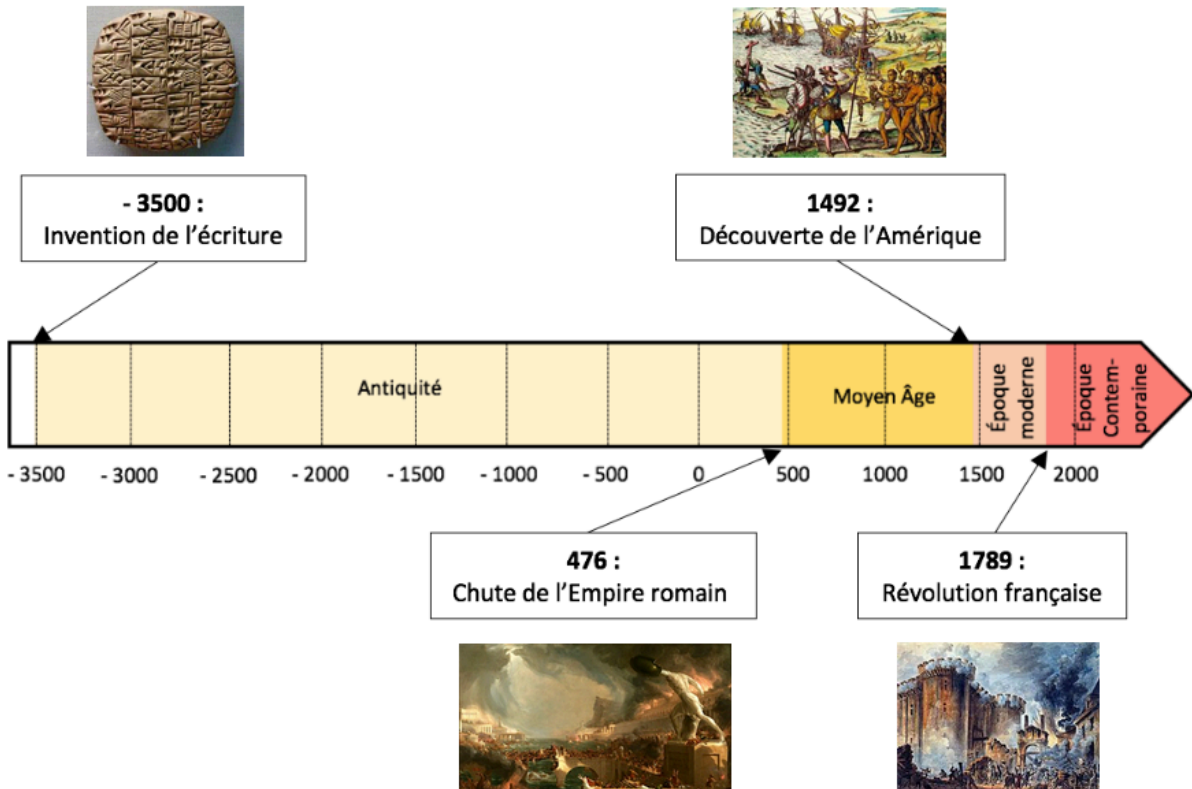 - 3500 :
Invention de l’écriture
1492 :
Découverte de l’Amérique
Antiquité
Moyen Âge
Époque
moderne
Époque
Contem-
poraine
- 3500
- 3000
- 2500
- 2000
- 1500
- 1000
- 500
0
500
1000
1500
2000
476 :
Chute de l’Empire romain
1789 :
Révolution française